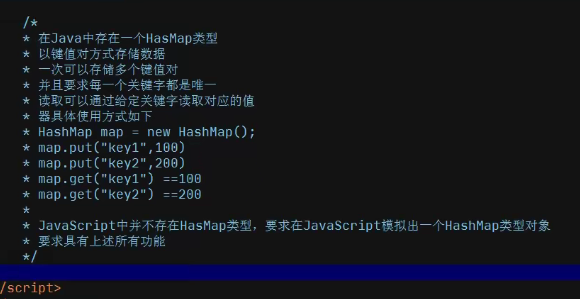 /*
* 在Java中存在一个HasMap类型
* 以键值对方式存储数据
* 一次可以存储多个键值对
* 并且要求每一个关键字都是唯一
* 读取可以通过给定关键字读取对应的值
* 器具体使用方式如下
* HashMap map = new HashMap();
* map.put("key1",100)
* map.put("key2",200)
* map.get("key1") ==100
* map.get("key2") ==200
*
* JavaScript中并不存在HasMap类型，要求在JavaScript模拟出一个HashMap类型对象
* 要求具有上述所有功能
*/
/script>